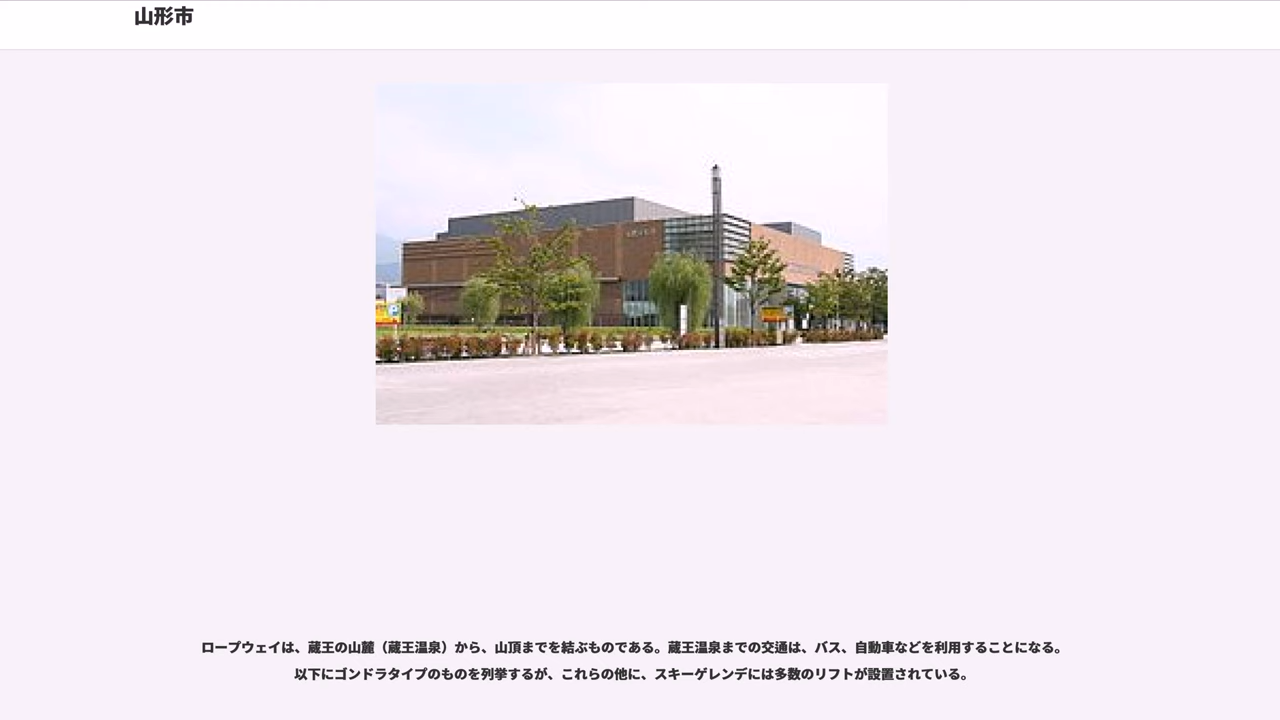 山形市
ロープウェイは、蔵王の山麓（蔵王温泉）から、山頂までを結ぶものである。蔵王温泉までの交通は、バス、自動車などを利用することになる。
以下にゴンドラタイプのものを列挙するが、これらの他に、スキーゲレンデには多数のリフトが設置されている。